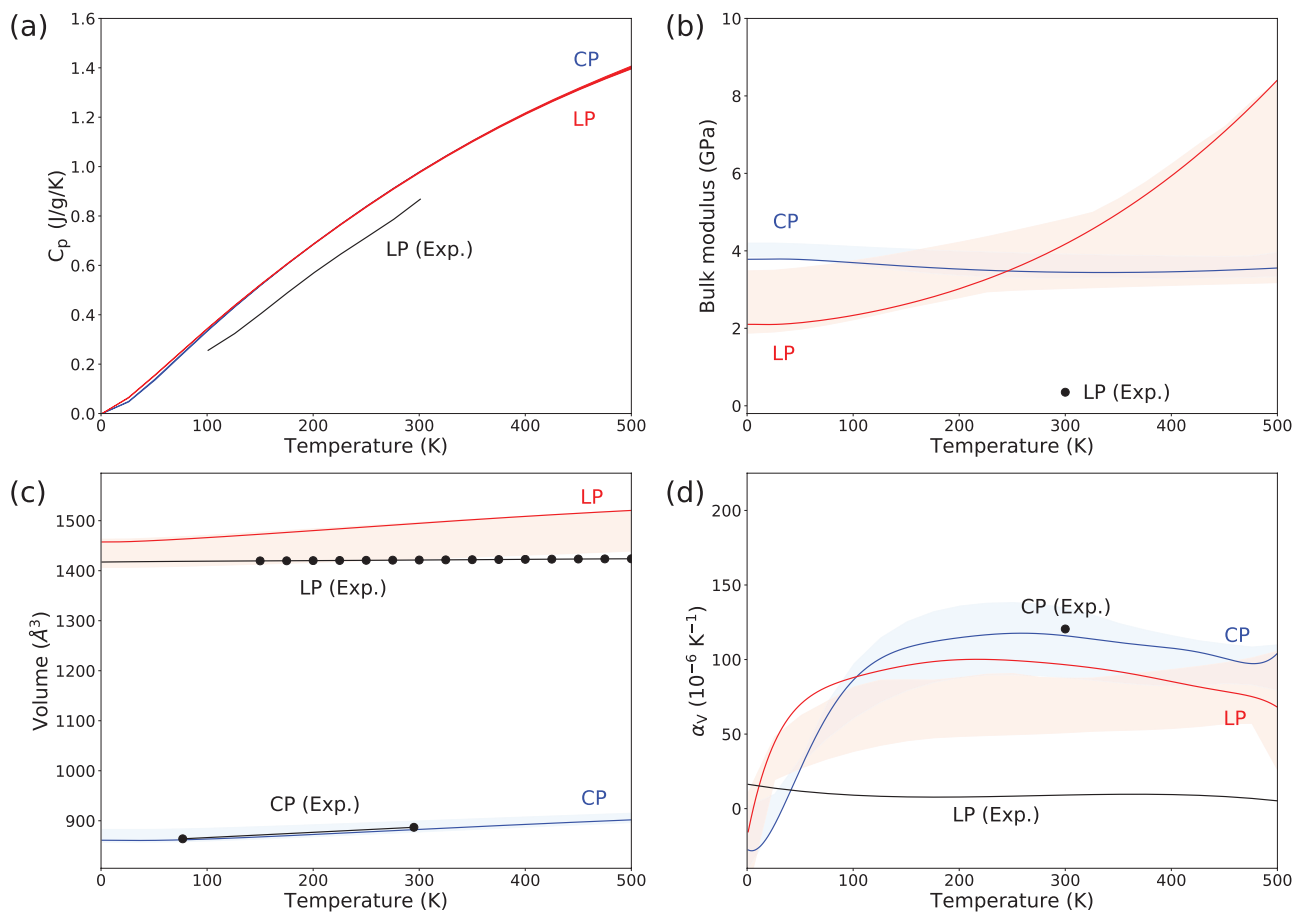 (a)
1.6
1.4
1.2
1.0
0.8
0.6
0.4
0.2
0.0
C_p (J/g/K)
CP
LP
LP (Exp.)
0 100 200 300 400 500
Temperature (K)
(b)
10
8
6
4
2
0
Bulk modulus (GPa)
CP
LP
LP (Exp.)
0 100 200 300 400 500
Temperature (K)
(c)
1500
1400
1300
1200
1100
1000
900
Volume (Å³)
LP
LP (Exp.)
CP (Exp.)
CP
0 100 200 300 400 500
Temperature (K)
(d)
200
150
100
50
0
α_V (10⁻⁶ K⁻¹)
CP (Exp.)
CP
LP
LP (Exp.)
0 100 200 300 400 500
Temperature (K)